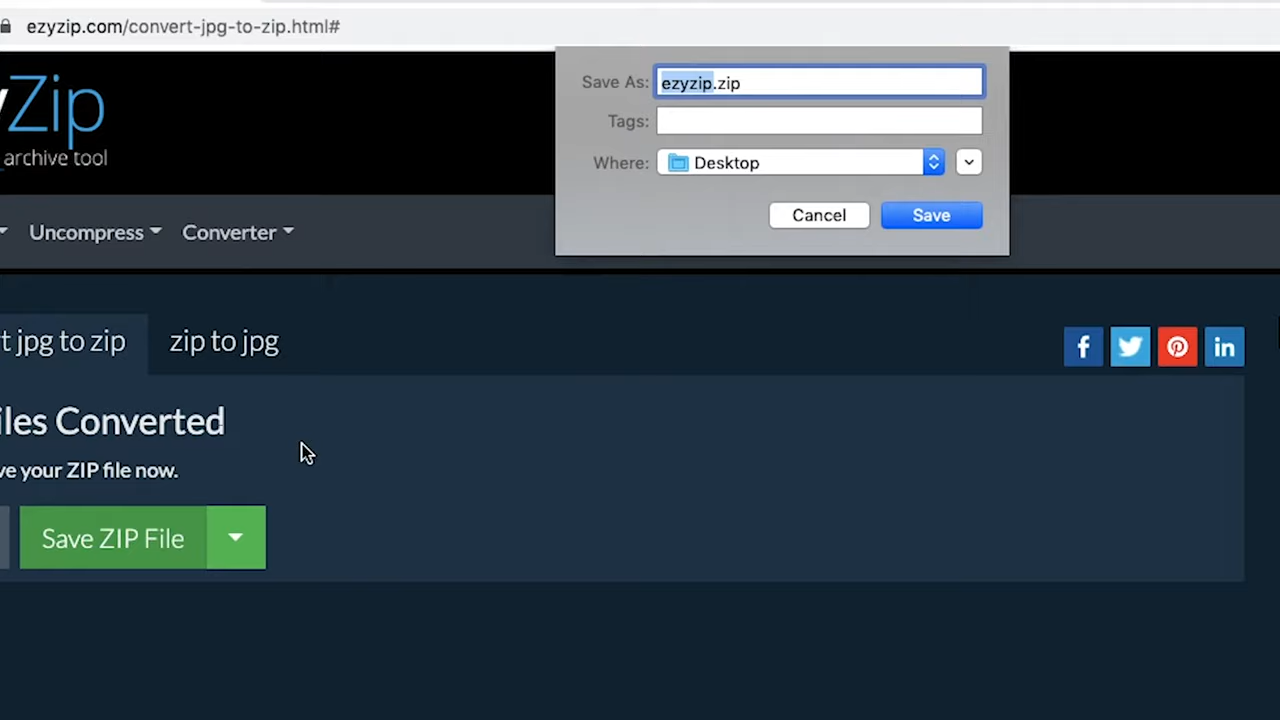 ezyzip.com/convert-jpg-to-zip.html#
Save As: ezyzip.zip
Tags:
Where: Desktop
Cancel Save
yZip
archive tool
Uncompress Converter
t jpg to zip zip to jpg
iles Converted
ve your ZIP file now.
Save ZIP File